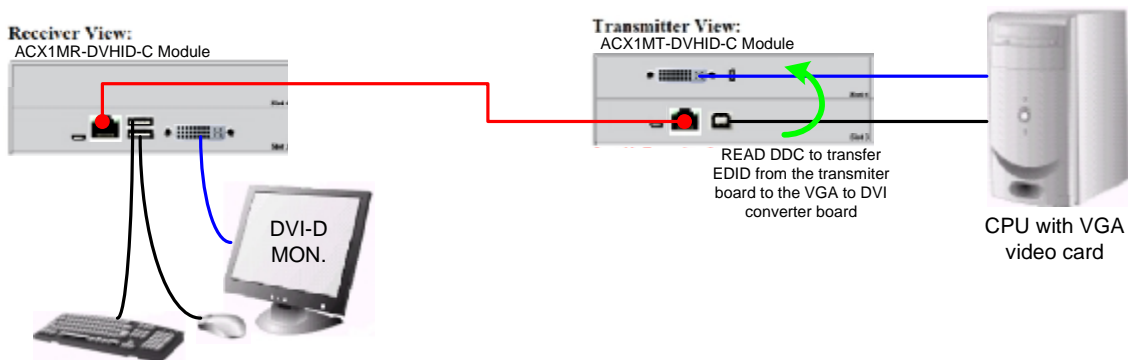 Receiver View:
ACX1MR-DVHID-C Module
Transmitter View:
ACX1MT-DVHID-C Module
READ DDC to transfer
EDID from the transmiter
board to the VGA to DVI
converter board
DVI-D
MON.
CPU with VGA
video card